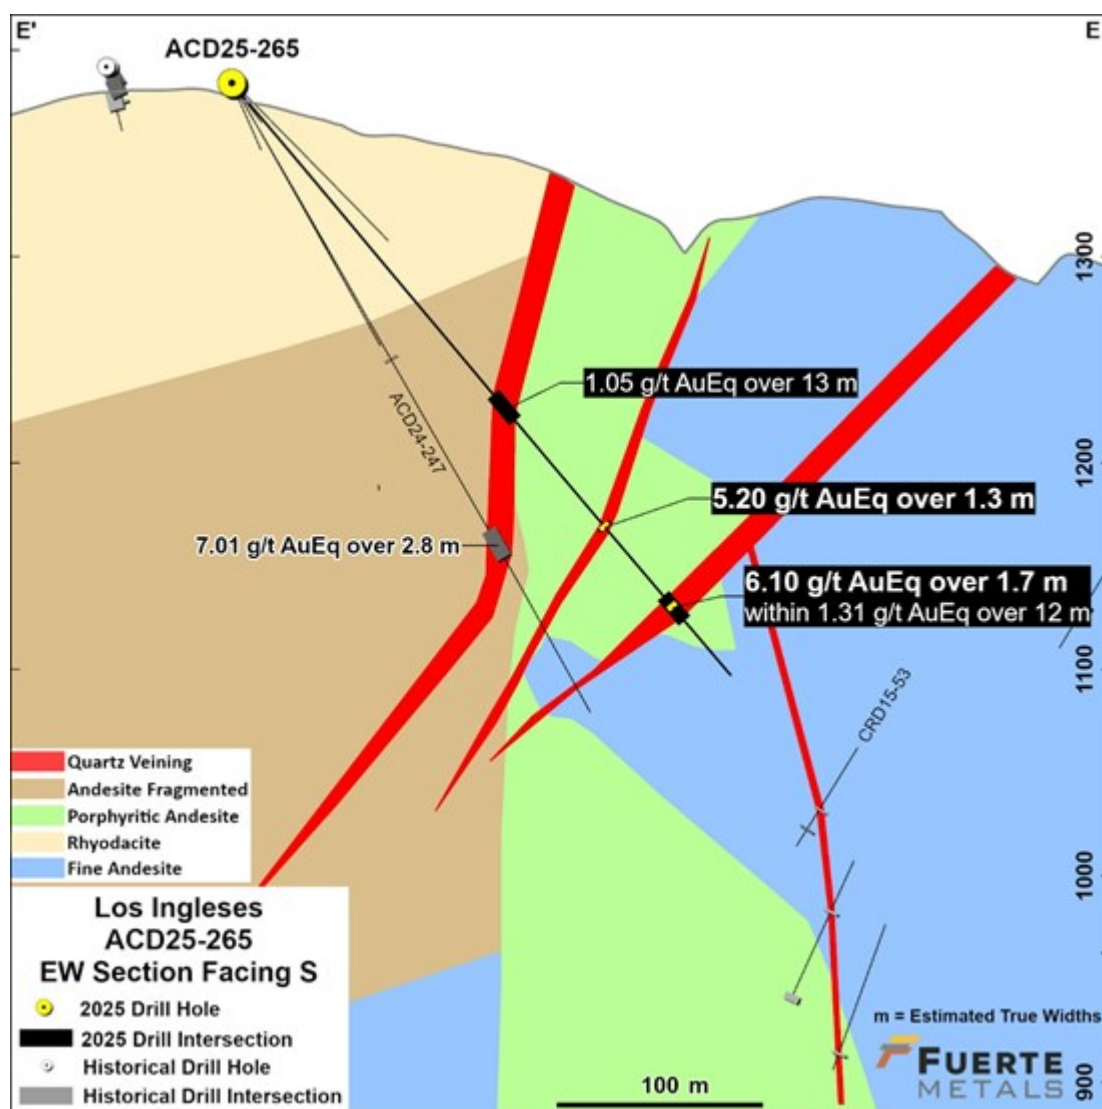 E'
E
ACD25-265
1300
1.05 g/t AuEq over 13 m
ACD24-247
1200
5.20 g/t AuEq over 1.3 m
7.01 g/t AuEq over 2.8 m
6.10 g/t AuEq over 1.7 m
within 1.31 g/t AuEq over 12 m
1100
CRD15-53
Quartz Veining
Andesite Fragmented
Porphyritic Andesite
Rhyodacite
Fine Andesite
1000
Los Ingleses
ACD25-265
EW Section Facing S
2025 Drill Hole
2025 Drill Intersection
Historical Drill Hole
Historical Drill Intersection
m = Estimated True Widths
FUERTE
METALS
100 m
900